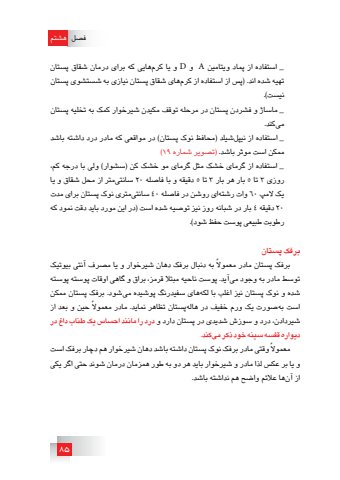 فصل هشتم
_ استفاده از پماد ویتامین A و D و یا کرم‌هایی که برای درمان شقاق پستان
تهیه شده اند. (پس از استفاده از کرم‌های شقاق پستان نیازی به شستشوی پستان
نیست).
_ ماساژ و فشردن پستان در مرحله توقف مکیدن شیرخوار کمک به تخلیه پستان
می‌کند.
_ استفاده از نیپل‌شیلد (محافظ نوک پستان) در مواقعی که مادر درد داشته باشد
ممکن است موثر باشد. (تصویر شماره ۱۹)
_ استفاده از گرمای خشک مثل گرمای مو خشک کن (سشوار) ولی با درجه کم،
روزی ۳ تا ۵ بار هر بار ۳ تا ۵ دقیقه و با فاصله ۲۰ سانتی‌متر از محل شقاق و یا
یک لامپ ۶۰ وات رشته‌ای روشن در فاصله ۴۰ سانتی‌متری نوک پستان برای مدت
۲۰ دقیقه ٤ بار در شبانه روز نیز توصیه شده است (در این مورد باید دقت نمود که
رطوبت طبیعی پوست حفظ شود).
برفک پستان
برفک پستان مادر معمولاً به دنبال برفک دهان شیرخوار و یا مصرف آنتی بیوتیک
توسط مادر به وجود می‌آید. پوست ناحیه مبتلا قرمز، براق و گاهی اوقات پوسته پوسته
شده و نوک پستان نیز اغلب با لکه‌های سفیدرنگ پوشیده می‌شود. برفک پستان ممکن
است به‌صورت یک ورم خفیف در هاله‌پستان تظاهر نماید. مادر معمولاً حین و بعد از
شیردادن، درد و سوزش شدیدی در پستان دارد و درد را مانند احساس یک طناب داغ در
دیواره قفسه سینه خود ذکر می‌کند.
معمولاً وقتی مادر برفک نوک پستان داشته باشد دهان شیرخوار هم دچار برفک است
و یا بر عکس لذا مادر و شیرخوار باید هر دو به طور همزمان درمان شوند حتی اگر یکی
از آن‌ها علائم واضح هم نداشته باشد.
۸۵